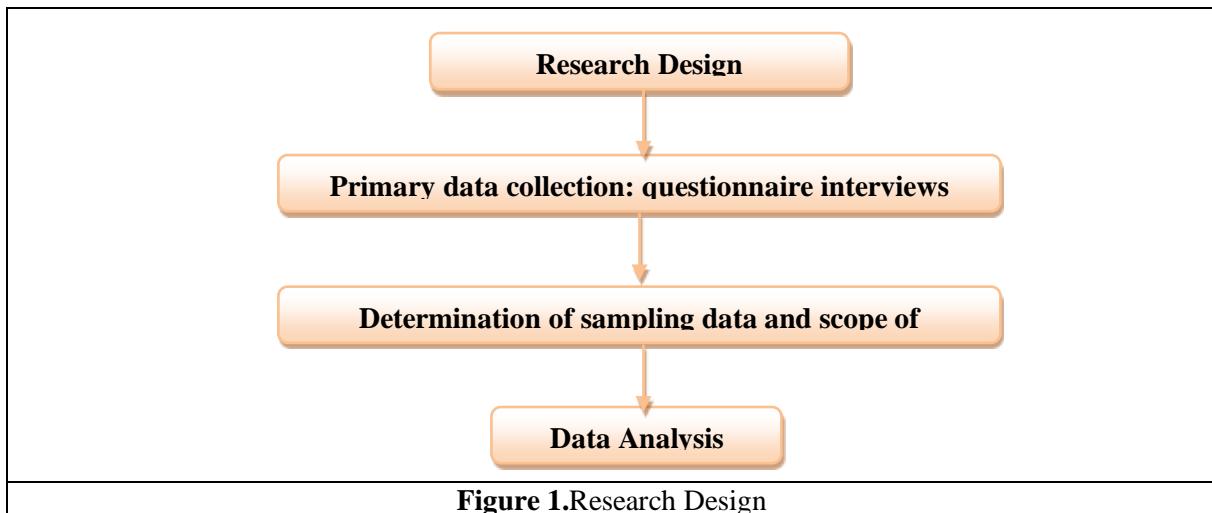 Research Design
Primary data collection: questionnaire interviews
Determination of sampling data and scope of
Data Analysis
Figure 1.Research Design